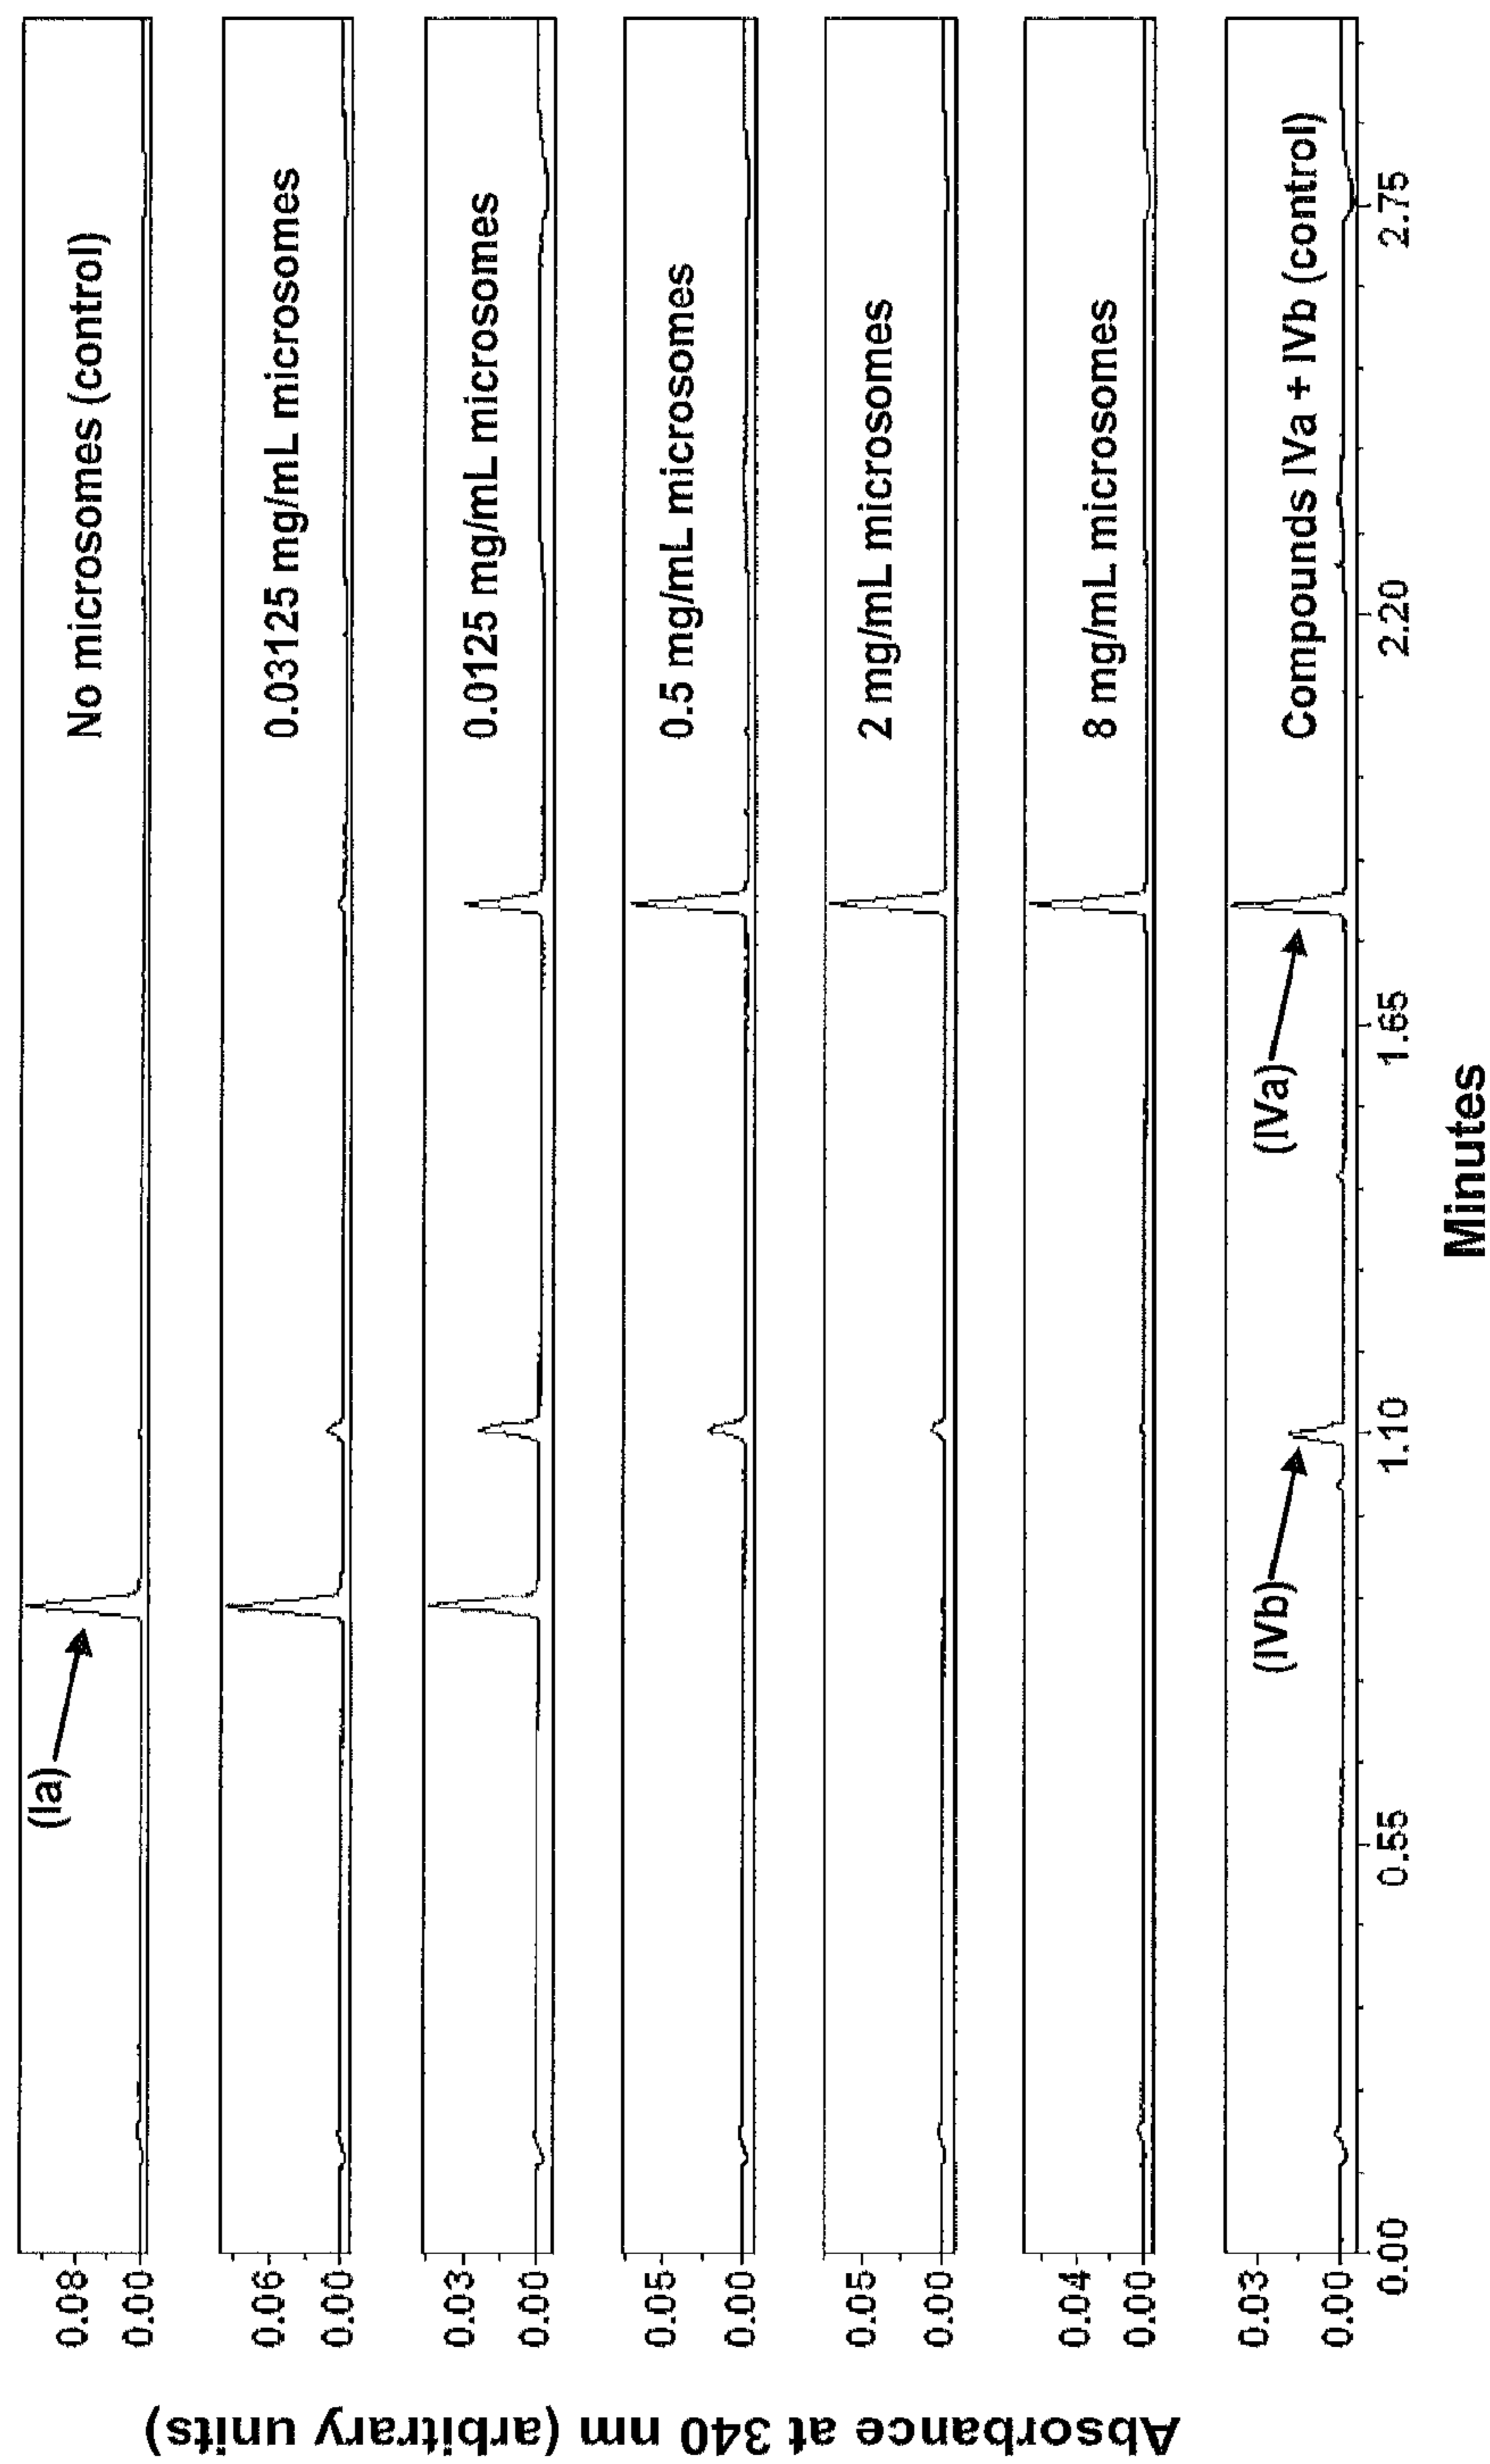 Absorbance at 340 nm (arbitrary units)
0.08
0.00
(Ia)
No microsomes (control)
0.06
0.00
0.03125 mg/mL microsomes
0.03
0.00
0.0125 mg/mL microsomes
0.05
0.00
0.5 mg/mL microsomes
0.05
0.00
2 mg/mL microsomes
0.04
0.00
8 mg/mL microsomes
0.03
0.00
(IVb)
(IVa)
Compounds IVa + IVb (control)
0.00 0.55 1.10 1.65 2.20 2.75
Minutes